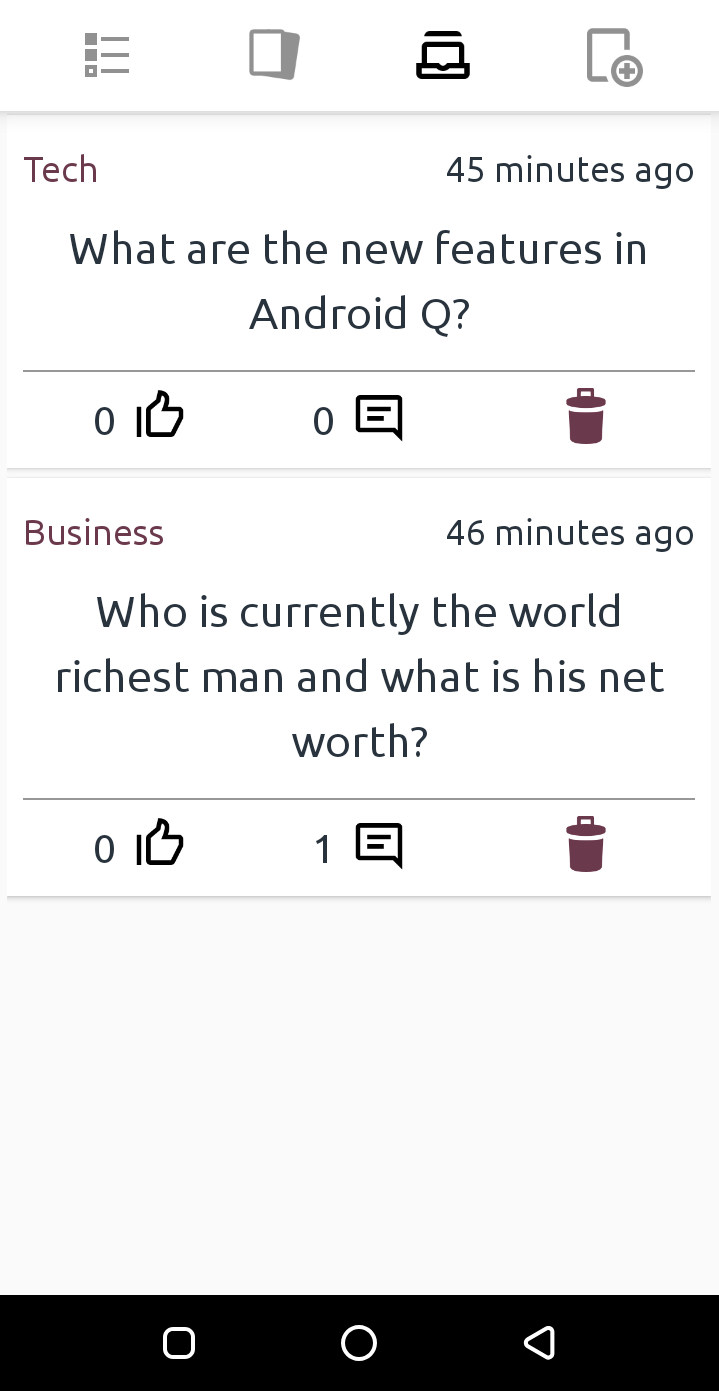 Tech 45 minutes ago
What are the new features in
Android Q?
0 0
Business 46 minutes ago
Who is currently the world
richest man and what is his net
worth?
0 1